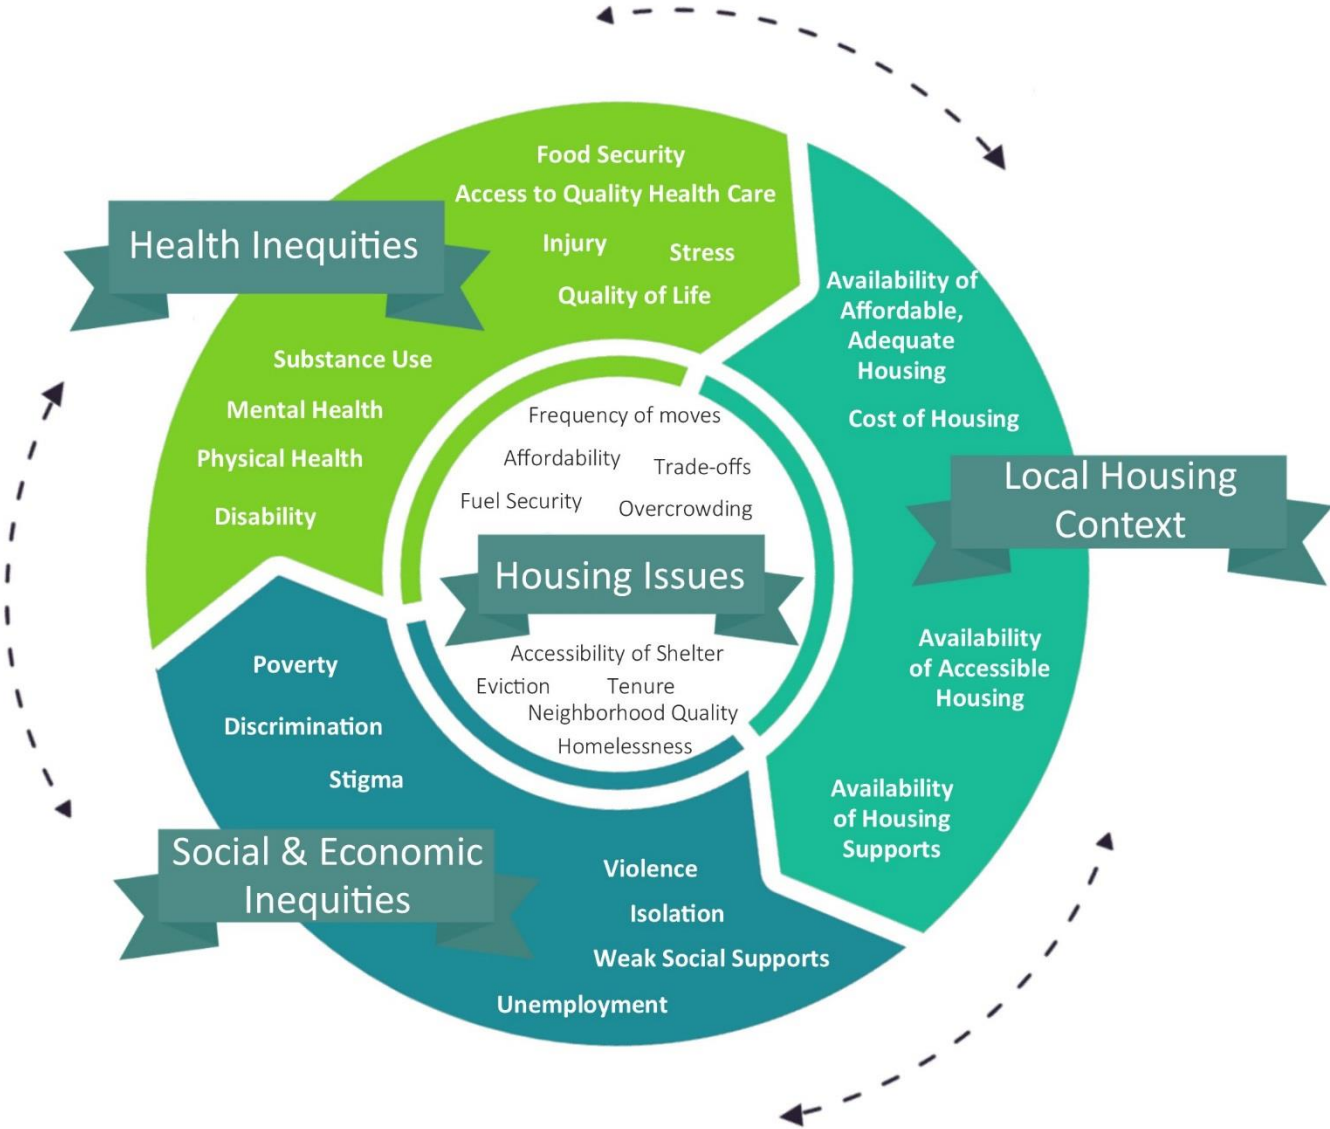 Food Security
Access to Quality Health Care
Injury
Stress
Quality of Life
Health Inequities
Substance Use
Mental Health
Physical Health
Disability
Availability of
Affordable,
Adequate
Housing
Cost of Housing
Local Housing
Context
Availability
of Accessible
Housing
Availability
of Housing
Supports
Frequency of moves
Affordability
Trade-offs
Fuel Security
Overcrowding
Housing Issues
Accessibility of Shelter
Eviction
Tenure
Neighborhood Quality
Homelessness
Poverty
Discrimination
Stigma
Social & Economic
Inequities
Violence
Isolation
Weak Social Supports
Unemployment